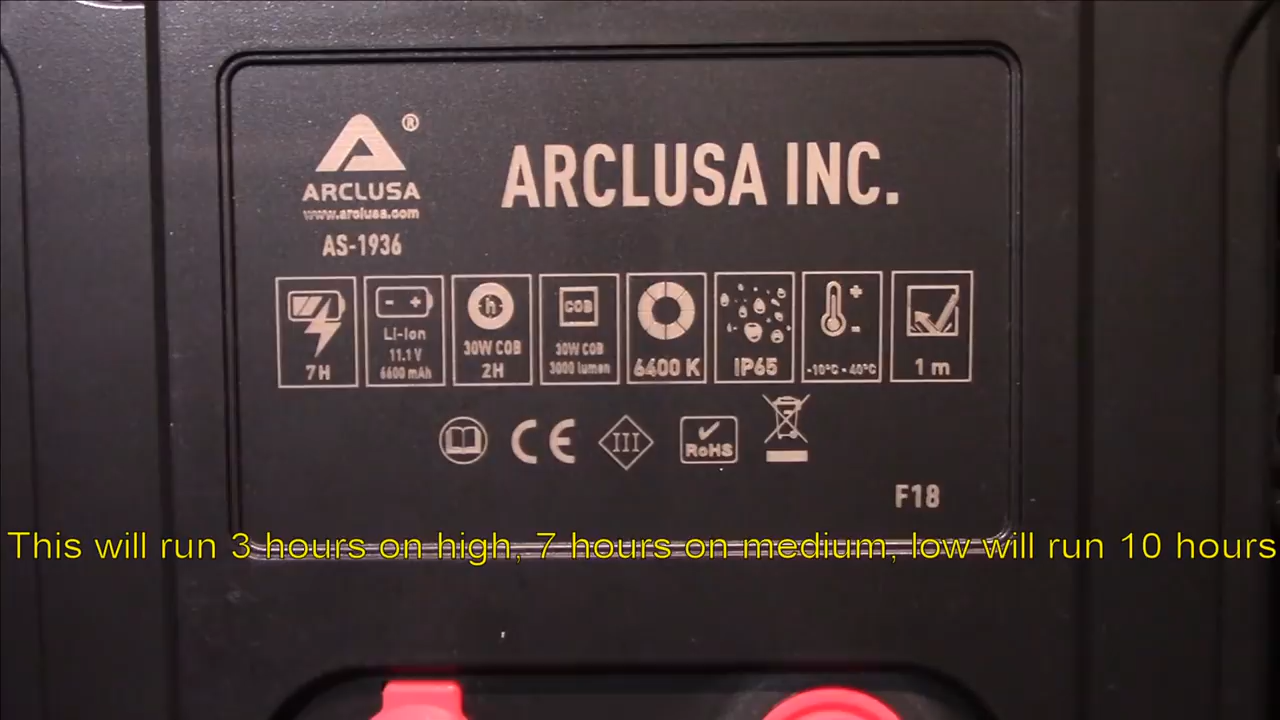 ®
ARCLUSA
www.arclusa.com
AS-1936
ARCLUSA INC.
7H
- +
Li-Ion
11.1 V
6600 mAh
h
30W COB
2H
COB
30W COB
3000 lumen
6400 K
IP65
+
-
-10°C - 40°C
1 m
CE
III
RoHS
F18
This will run 3 hours on high, 7 hours on medium, low will run 10 hours